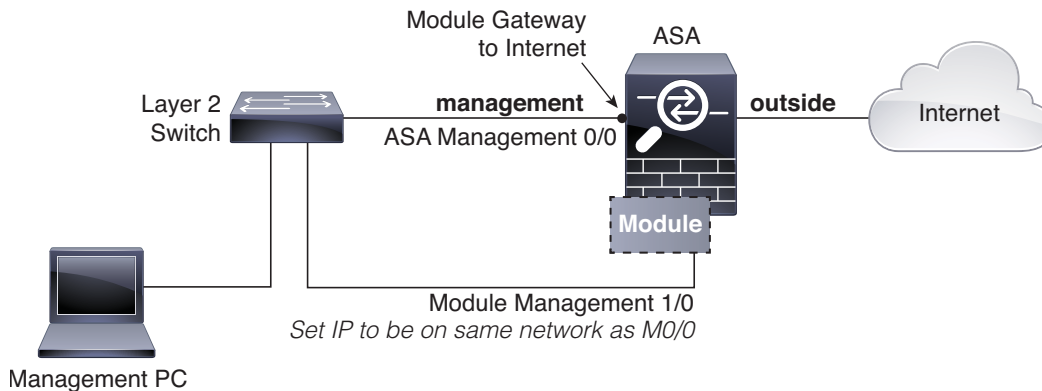 Module Gateway
to Internet
ASA
Layer 2
Switch
management
ASA Management 0/0
outside
Internet
Module
Module Management 1/0
Set IP to be on same network as M0/0
Management PC